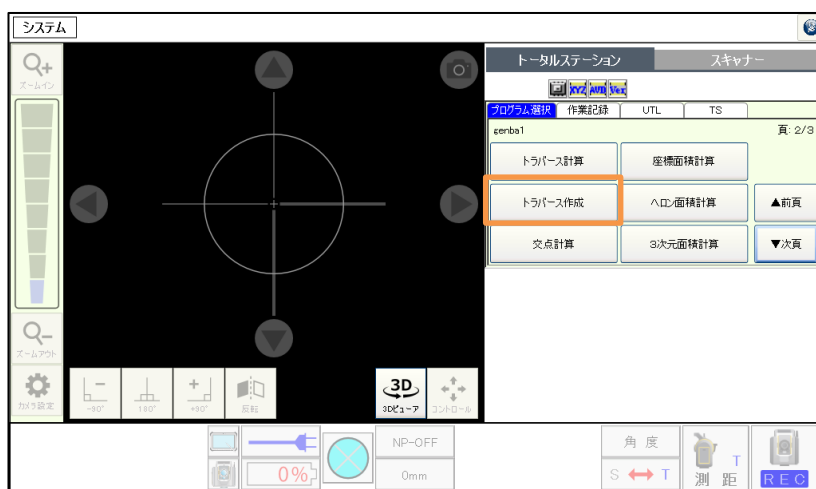 システム
ズームイン
トータルステーション スキャナー
XYZ AVD Vex
プログラム選択 作業記録 UTL TS
genba1 頁: 2/3
トラバース計算 座標面積計算
トラバース作成 ヘロン面積計算 ▲前頁
交点計算 3次元面積計算 ▼次頁
ズームアウト
カメラ設定
-90° 180° +90° 反転
3D
3Dビューア コントロール
NP-OFF
0%
0mm
角度
S ↔ T
T
測距
REC